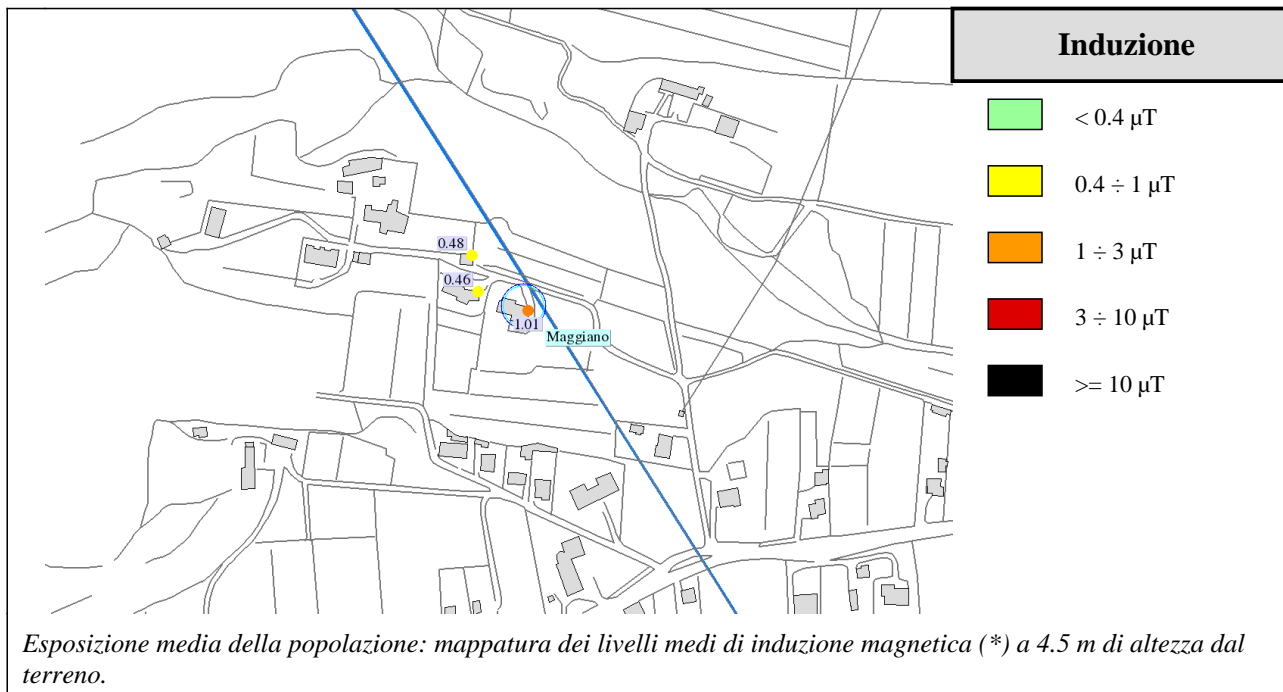 Induzione
< 0.4 µT
0.4 ÷ 1 µT
1 ÷ 3 µT
3 ÷ 10 µT
>= 10 µT
0.48
0.46
1.01
Maggiano
Esposizione media della popolazione: mappatura dei livelli medi di induzione magnetica (*) a 4.5 m di altezza dal
terreno.